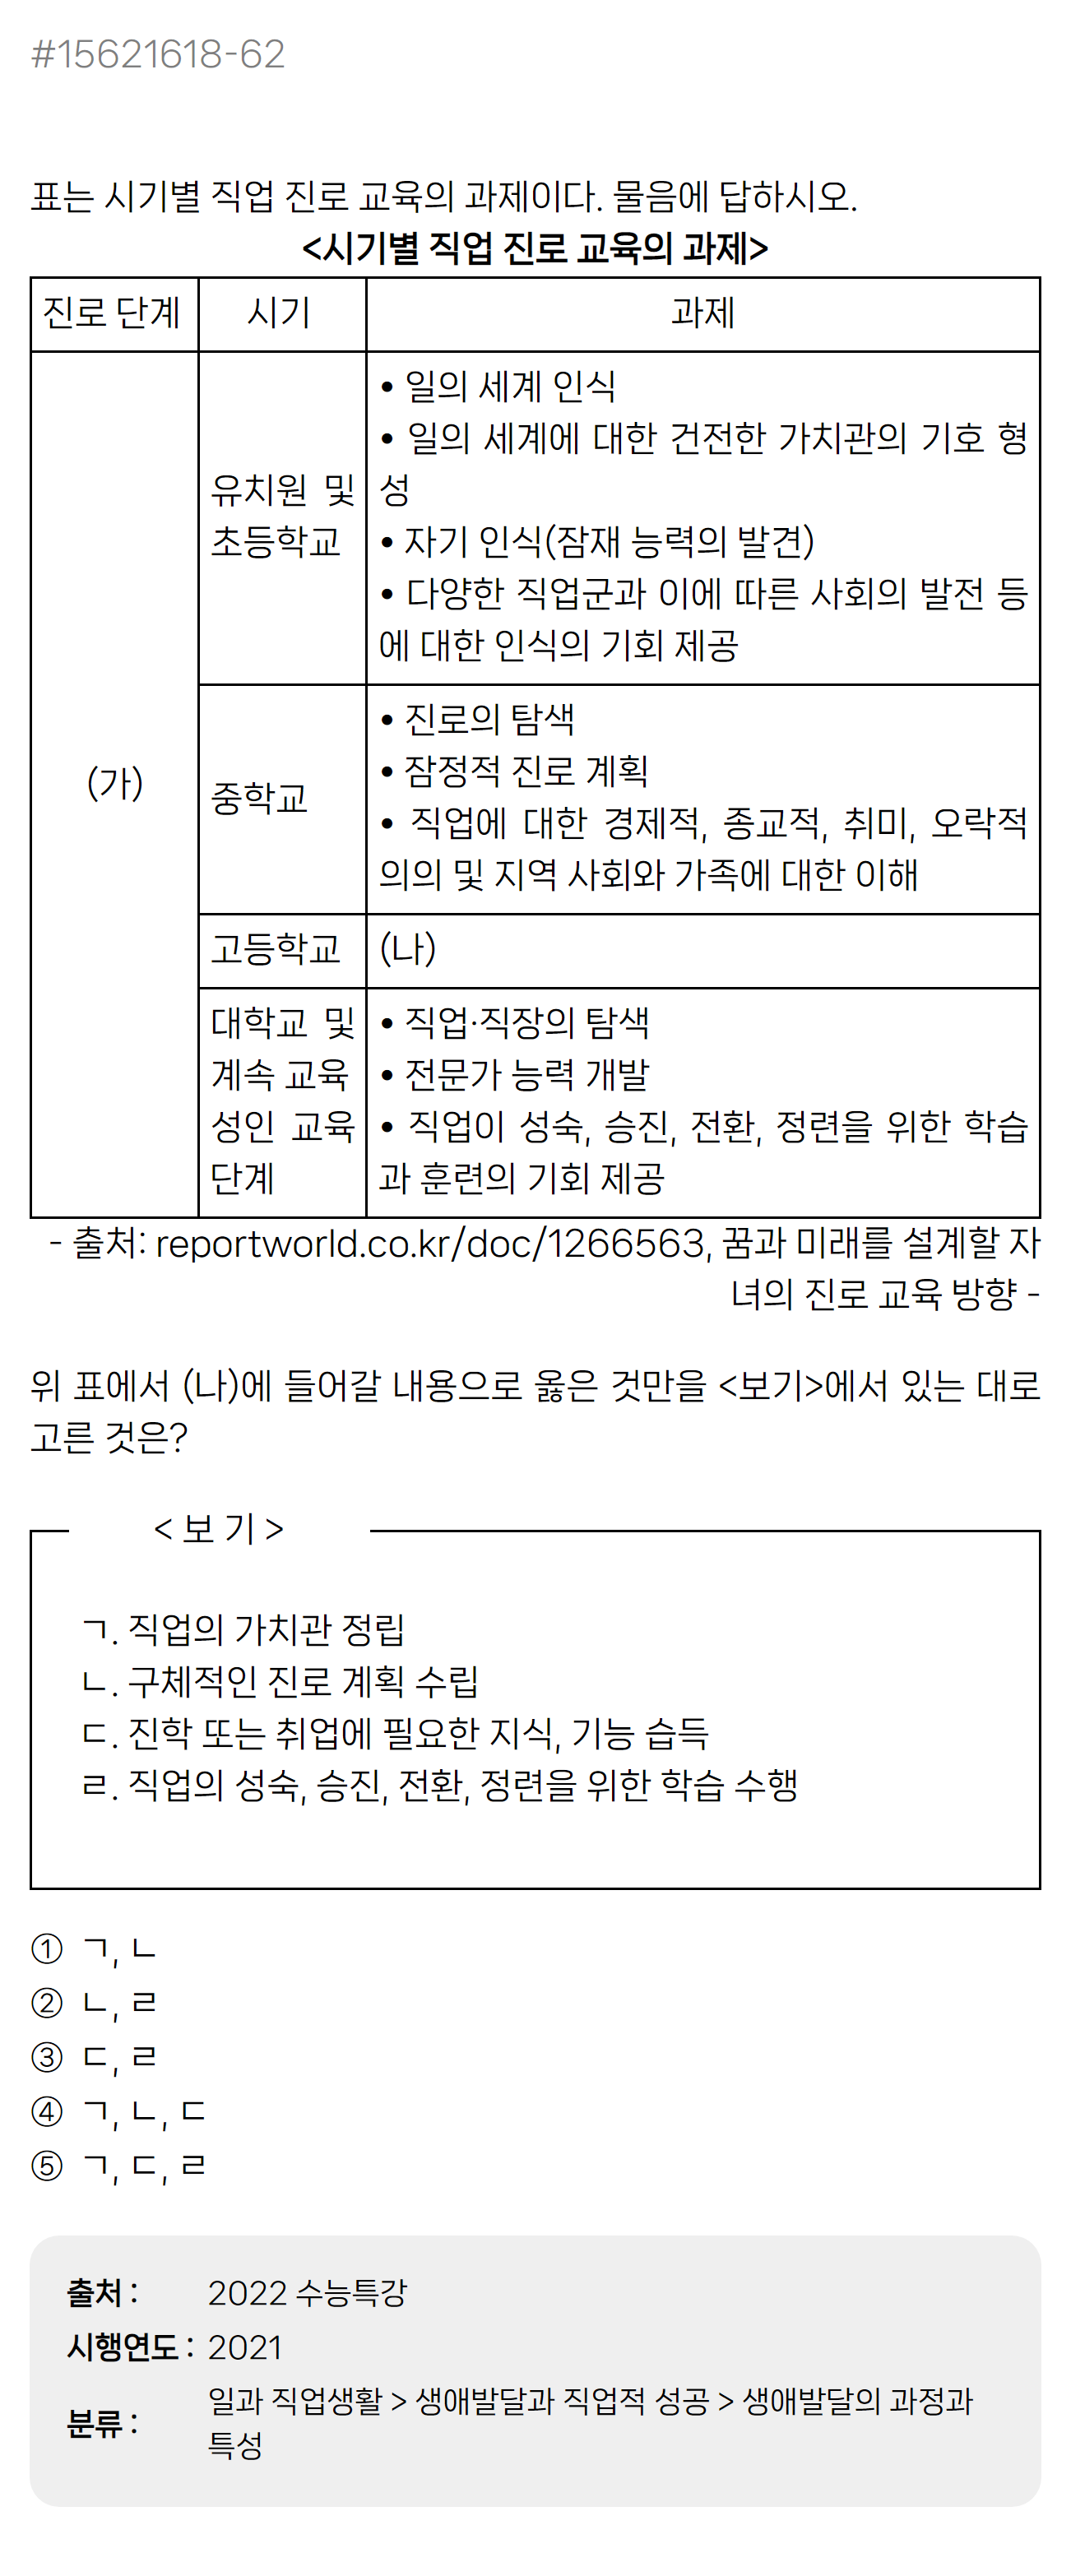 #15621618-62
표는 시기별 직업 진로 교육의 과제이다. 물음에 답하시오.
<시기별 직업 진로 교육의 과제>
진로 단계 시기 과제
(가)
유치원 및
초등학교
• 일의 세계 인식
• 일의 세계에 대한 건전한 가치관의 기호 형
성
• 자기 인식(잠재 능력의 발견)
• 다양한 직업군과 이에 따른 사회의 발전 등
에 대한 인식의 기회 제공
중학교
• 진로의 탐색
• 잠정적 진로 계획
• 직업에 대한 경제적, 종교적, 취미, 오락적
의의 및 지역 사회와 가족에 대한 이해
고등학교 (나)
대학교 및
계속 교육
성인 교육
단계
• 직업·직장의 탐색
• 전문가 능력 개발
• 직업이 성숙, 승진, 전환, 정련을 위한 학습
과 훈련의 기회 제공
- 출처: reportworld.co.kr/doc/1266563, 꿈과 미래를 설계할 자
녀의 진로 교육 방향 -
위 표에서 (나)에 들어갈 내용으로 옳은 것만을 <보기>에서 있는 대로
고른 것은?
< 보 기 >
ㄱ. 직업의 가치관 정립
ㄴ. 구체적인 진로 계획 수립
ㄷ. 진학 또는 취업에 필요한 지식, 기능 습득
ㄹ. 직업의 성숙, 승진, 전환, 정련을 위한 학습 수행
① ㄱ, ㄴ
② ㄴ, ㄹ
③ ㄷ, ㄹ
④ ㄱ, ㄴ, ㄷ
⑤ ㄱ, ㄷ, ㄹ
출처 : 2022 수능특강
시행연도 : 2021
분류 : 일과 직업생활 > 생애발달과 직업적 성공 > 생애발달의 과정과
특성